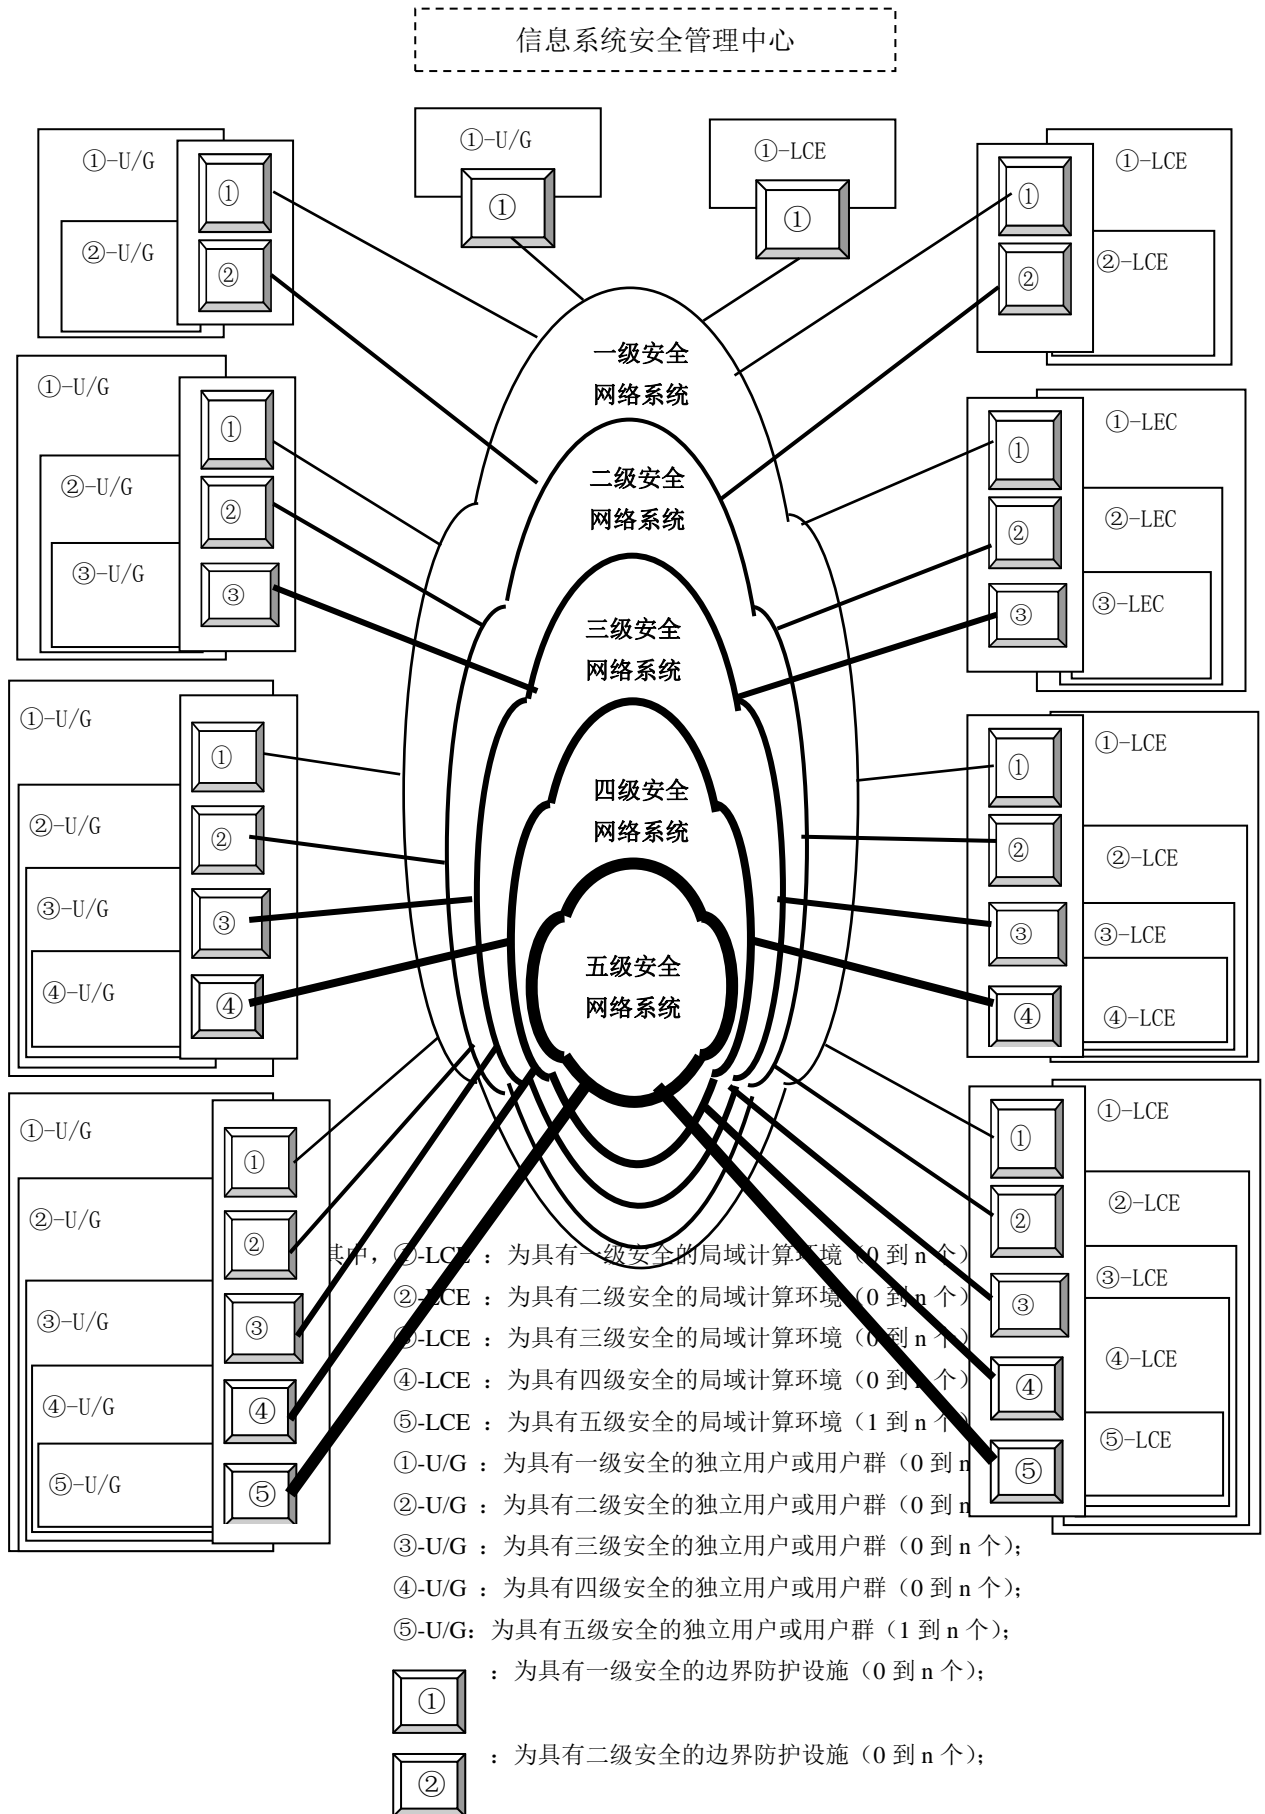 信息系统安全管理中心
①-U/G
①
①-LCE
①
①-U/G
①
②-U/G
②
①-LCE
①
②-LCE
②
一级安全
网络系统
二级安全
网络系统
三级安全
网络系统
四级安全
网络系统
五级安全
网络系统
①-U/G
①
②-U/G
②
③-U/G
③
①-LEC
①
②-LEC
②
③-LEC
③
①-U/G
①
②-U/G
②
③-U/G
③
④-U/G
④
①-LCE
①
②-LCE
②
③-LCE
③
④-LCE
④
①-U/G
①
②-U/G
②
③-U/G
③
④-U/G
④
⑤-U/G
⑤
①-LCE
①
②-LCE
②
③-LCE
③
④-LCE
④
⑤-LCE
⑤
其中，①-LCE ：为具有一级安全的局域计算环境（0 到 n 个）
②-LCE ：为具有二级安全的局域计算环境（0 到 n 个）
③-LCE ：为具有三级安全的局域计算环境（0 到 n 个）
④-LCE ：为具有四级安全的局域计算环境（0 到 n 个）
⑤-LCE ：为具有五级安全的局域计算环境（1 到 n 个
①-U/G ：为具有一级安全的独立用户或用户群（0 到 n
②-U/G ：为具有二级安全的独立用户或用户群（0 到 n
③-U/G ：为具有三级安全的独立用户或用户群（0 到 n 个）；
④-U/G ：为具有四级安全的独立用户或用户群（0 到 n 个）；
⑤-U/G：为具有五级安全的独立用户或用户群（1 到 n 个）；
① ：为具有一级安全的边界防护设施（0 到 n 个）；
② ：为具有二级安全的边界防护设施（0 到 n 个）；